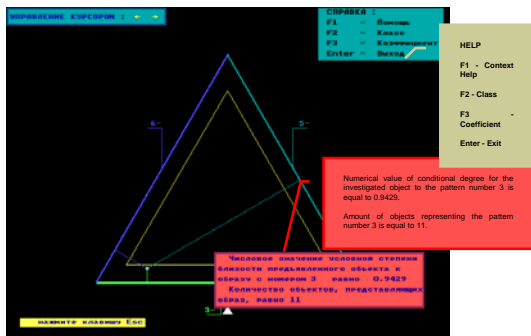 УПРАВЛЕНИЕ КУРСОРОМ : ← →
СПРАВКА :
F1 - Помощь
F2 - Класс
F3 - Коэффициент
Enter - Выход
HELP
F1 - Context
Help
F2 - Class
F3 -
Coefficient
Enter - Exit
6-
5-
Numerical value of conditional degree for the
investigated object to the pattern number 3 is
equal to 0.9429.
Amount of objects representing the pattern
number 3 is equal to 11.
Числовое значение условной степени
близости предъявленного объекта к
образу с номером 3 равно 0.9429
Количество объектов, представляющих
образ, равно 11
3-
НАЖМИТЕ КЛАВИШУ Esc